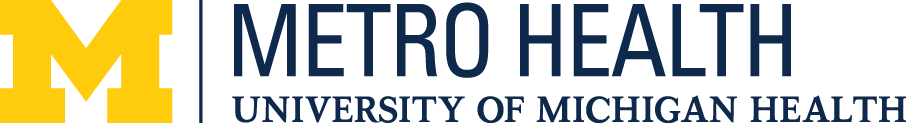 M
METRO HEALTH
UNIVERSITY OF MICHIGAN HEALTH